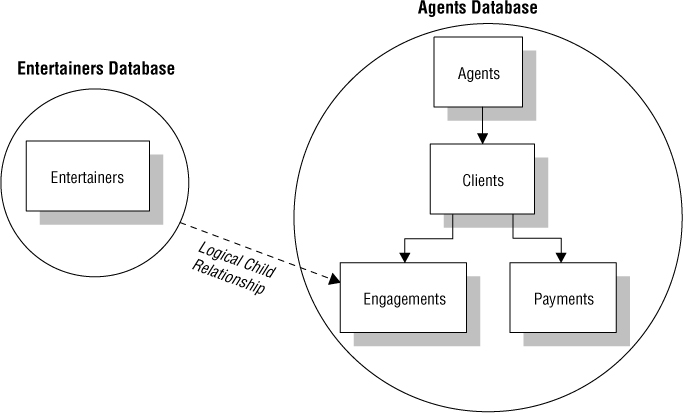 Agents Database
Entertainers Database
Agents
Entertainers
Clients
Logical Child
Relationship
Engagements
Payments